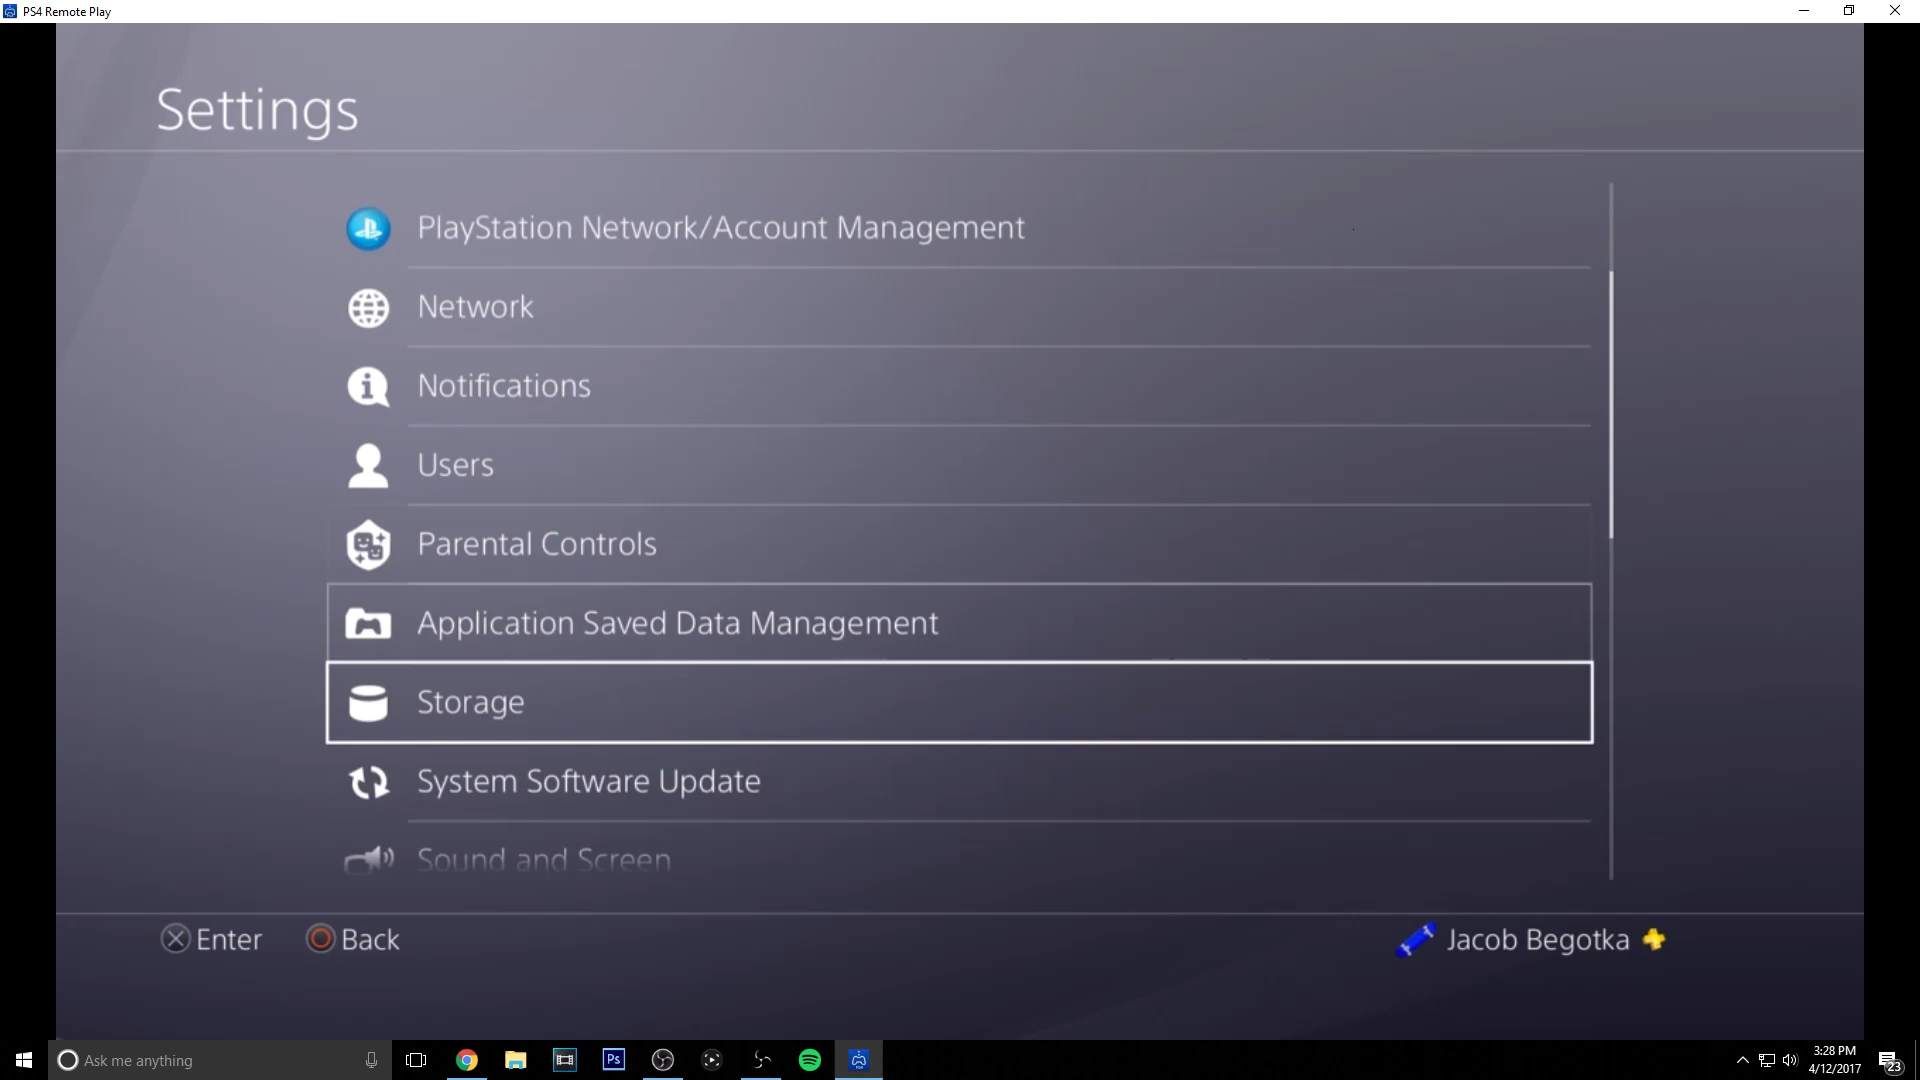 PS4 Remote Play
Settings
PlayStation Network/Account Management
Network
Notifications
Users
Parental Controls
Application Saved Data Management
Storage
System Software Update
Sound and Screen
Enter
Back
Jacob Begotka
Ask me anything
Ps
3:28 PM
4/12/2017
23